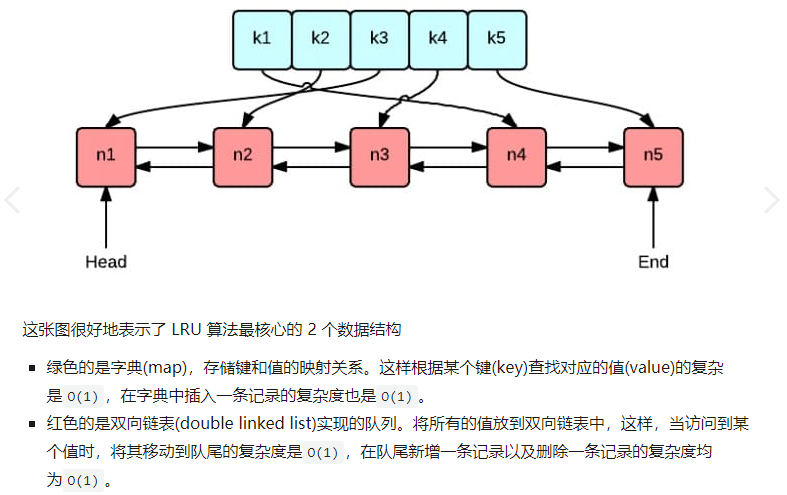 k1 k2 k3 k4 k5
n1 n2 n3 n4 n5
Head End
这张图很好地表示了 LRU 算法最核心的 2 个数据结构
绿色的是字典(map)，存储键和值的映射关系。这样根据某个键(key)查找对应的值(value)的复杂
是 O(1)，在字典中插入一条记录的复杂度也是 O(1)。
红色的是双向链表(double linked list)实现的队列。将所有的值放到双向链表中，这样，当访问到某
个值时，将其移动到队尾的复杂度是 O(1)，在队尾新增一条记录以及删除一条记录的复杂度均
为 O(1)。